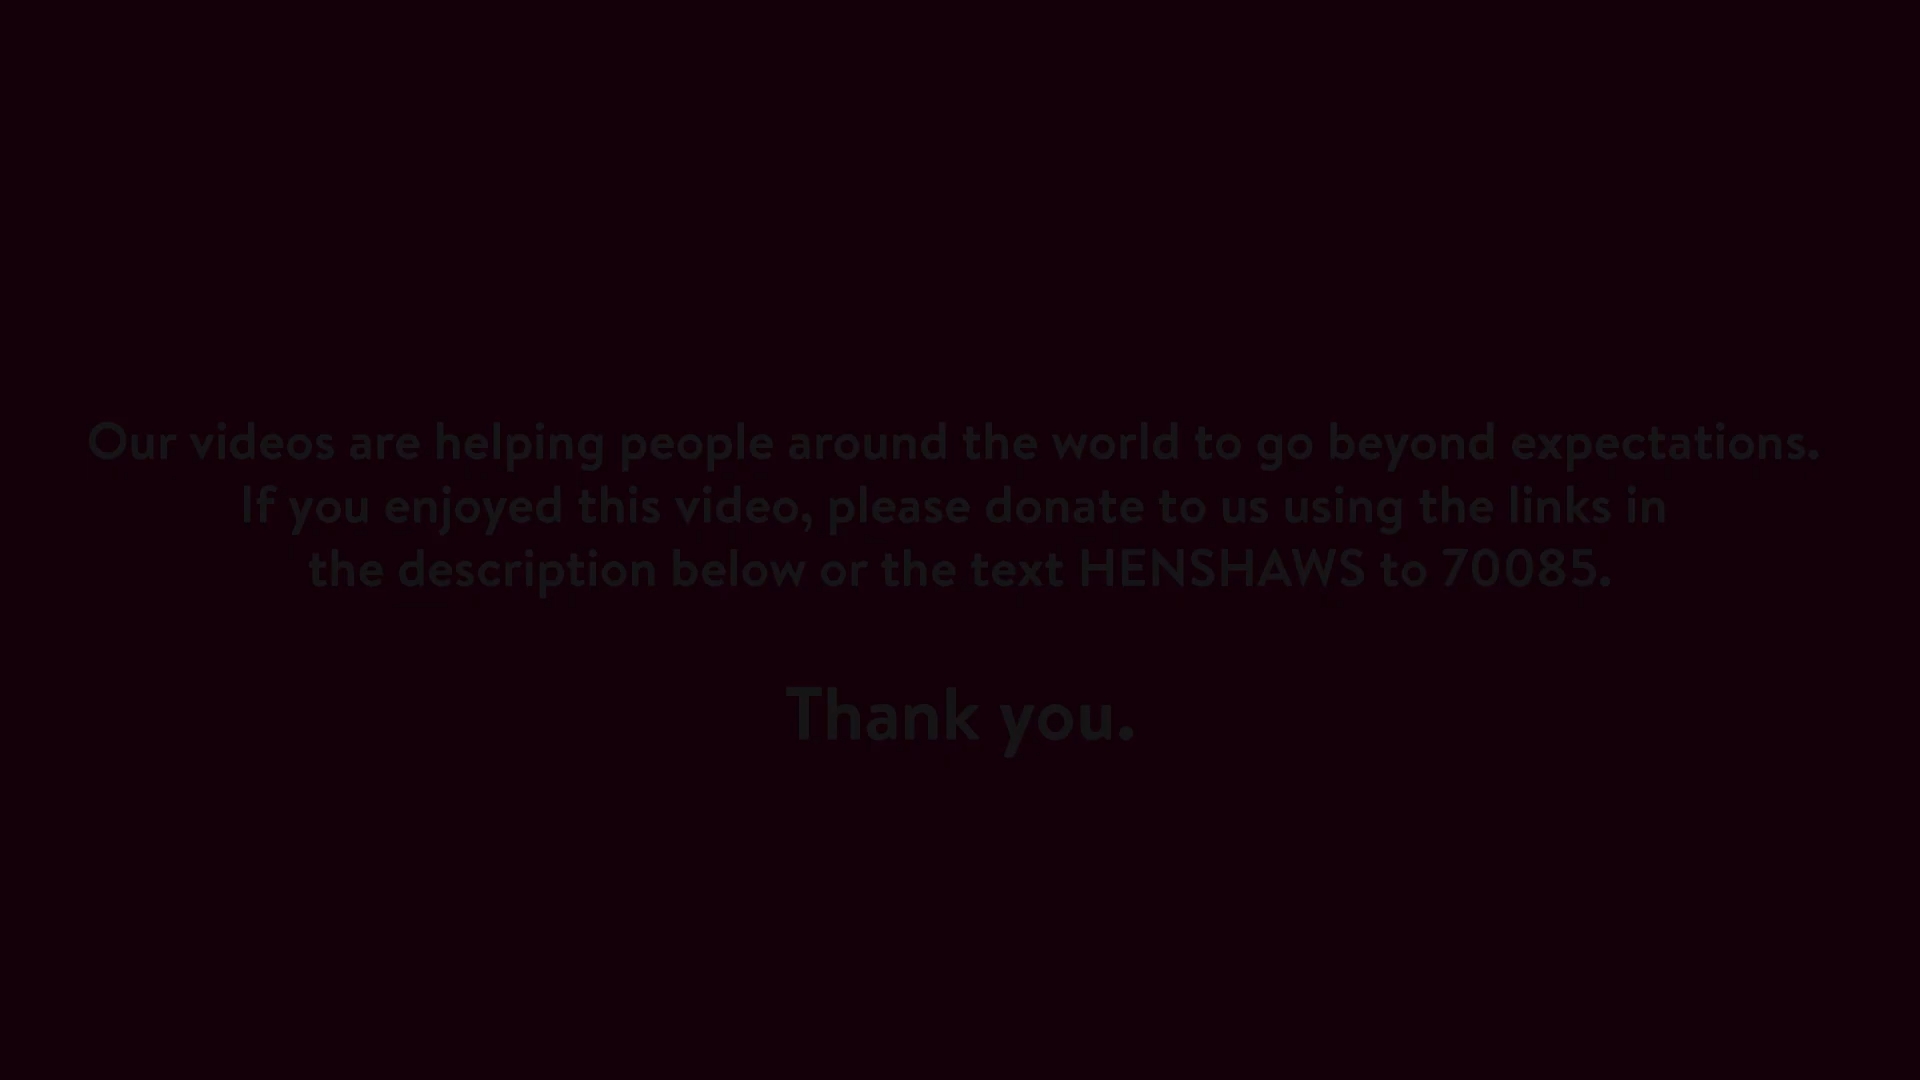 Our videos are helping people around the world to go beyond expectations.
If you enjoyed this video, please donate to us using the links in
the description below or the text HENSHAWS to 70085.
Thank you.